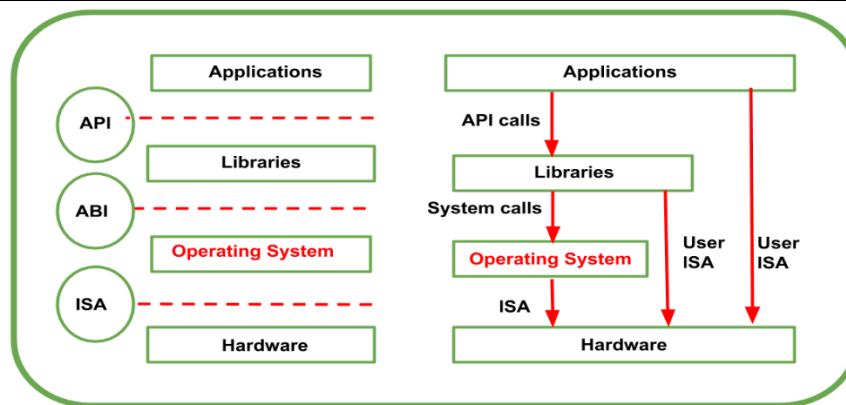 Applications
API
Libraries
ABI
Operating System
ISA
Hardware
Applications
API calls
Libraries
System calls
Operating System
User
ISA
User
ISA
ISA
Hardware